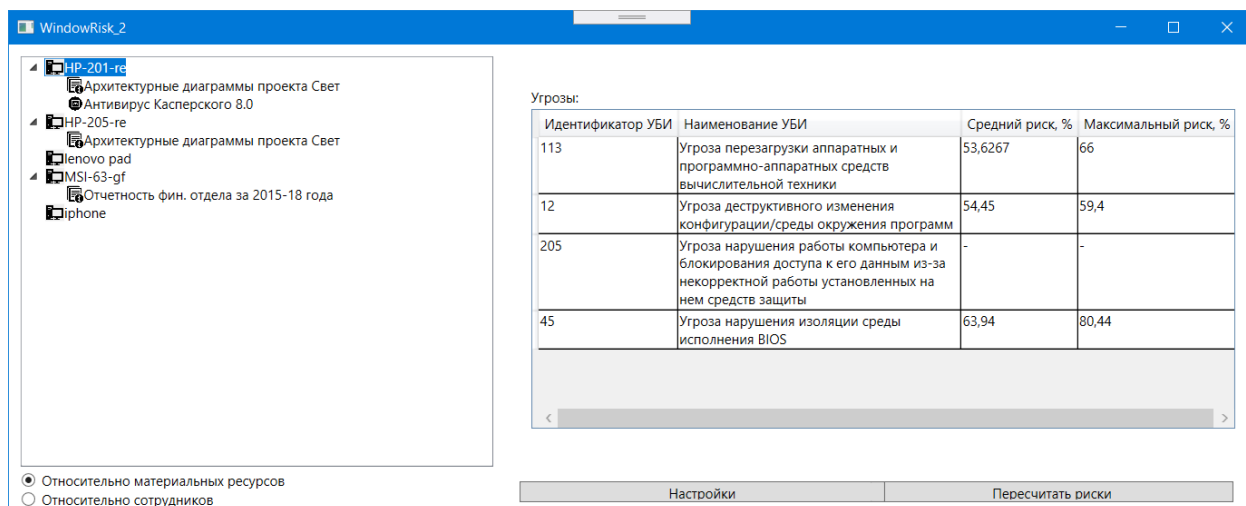 WindowRisk_2
HP-201-re
Архитектурные диаграммы проекта Свет
Антивирус Касперского 8.0
HP-205-re
Архитектурные диаграммы проекта Свет
lenovo pad
MSI-63-gf
Отчетность фин. отдела за 2015-18 года
iphone
Относительно материальных ресурсов
Относительно сотрудников
Угрозы:
Идентификатор УБИ Наименование УБИ Средний риск, % Максимальный риск, %
113 Угроза перезагрузки аппаратных и 53,6267 66
программно-аппаратных средств
вычислительной техники
12 Угроза деструктивного изменения 54,45 59,4
конфигурации/среды окружения программ
205 Угроза нарушения работы компьютера и - -
блокирования доступа к его данным из-за
некорректной работы установленных на
нем средств защиты
45 Угроза нарушения изоляции среды 63,94 80,44
исполнения BIOS
Настройки Пересчитать риски